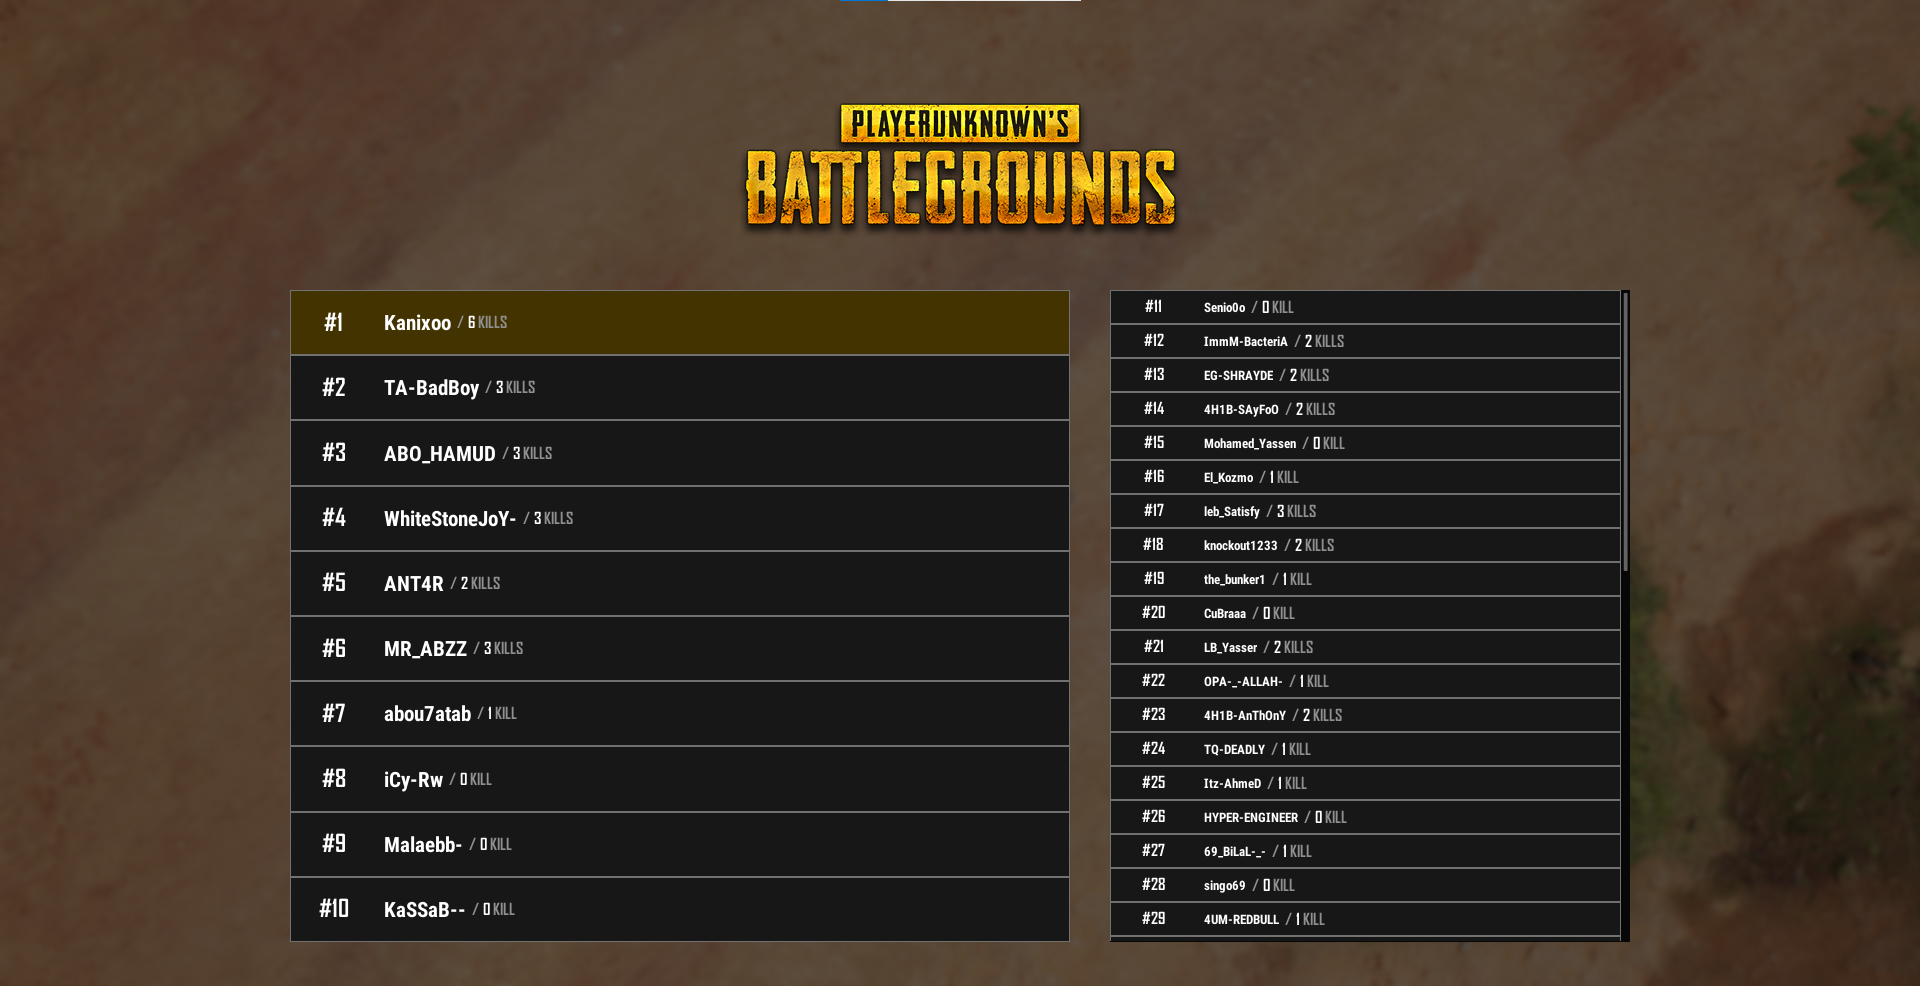 PLAYERUNKNOWN'S
BATTLEGROUNDS
#1 Kanixoo / 6 KILLS
#2 TA-BadBoy / 3 KILLS
#3 ABO_HAMUD / 3 KILLS
#4 WhiteStoneJoY- / 3 KILLS
#5 ANT4R / 2 KILLS
#6 MR_ABZZ / 3 KILLS
#7 abou7atab / 1 KILL
#8 iCy-Rw / 0 KILL
#9 Malaebb- / 0 KILL
#10 KaSSaB-- / 0 KILL
#11 Senio0o / 0 KILL
#12 ImmM-BacteriA / 2 KILLS
#13 EG-SHRAYDE / 2 KILLS
#14 4H1B-SAyFoO / 2 KILLS
#15 Mohamed_Yassen / 0 KILL
#16 El_Kozmo / 1 KILL
#17 leb_Satisfy / 3 KILLS
#18 knockout1233 / 2 KILLS
#19 the_bunker1 / 1 KILL
#20 CuBraaa / 0 KILL
#21 LB_Yasser / 2 KILLS
#22 OPA-_-ALLAH- / 1 KILL
#23 4H1B-AnThOnY / 2 KILLS
#24 TQ-DEADLY / 1 KILL
#25 Itz-AhmeD / 1 KILL
#26 HYPER-ENGINEER / 0 KILL
#27 69_BiLaL-_- / 1 KILL
#28 singo69 / 0 KILL
#29 4UM-REDBULL / 1 KILL